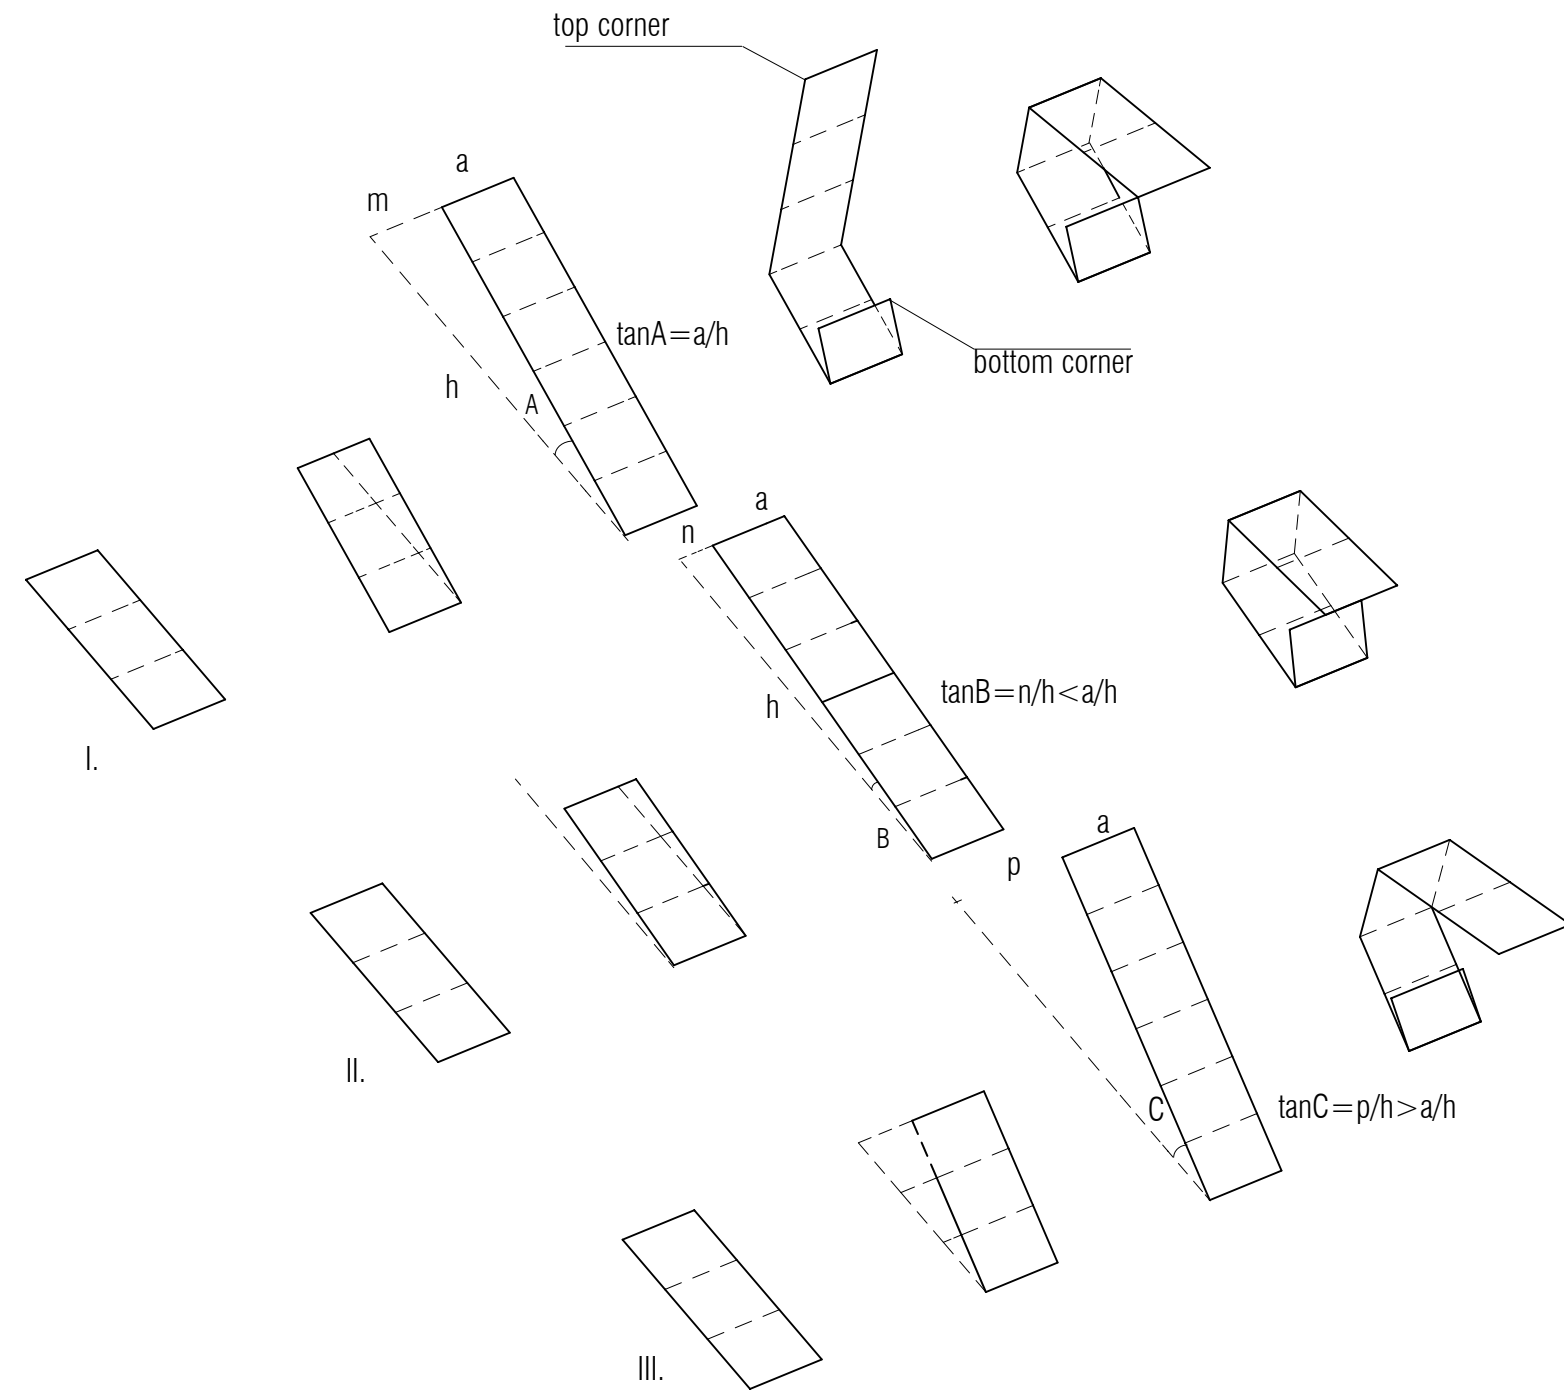 top corner
a
m
tanA=a/h
bottom corner
h
A
a
n
tanB=n/h<a/h
h
I.
B
a
p
II.
C
tanC=p/h>a/h
III.